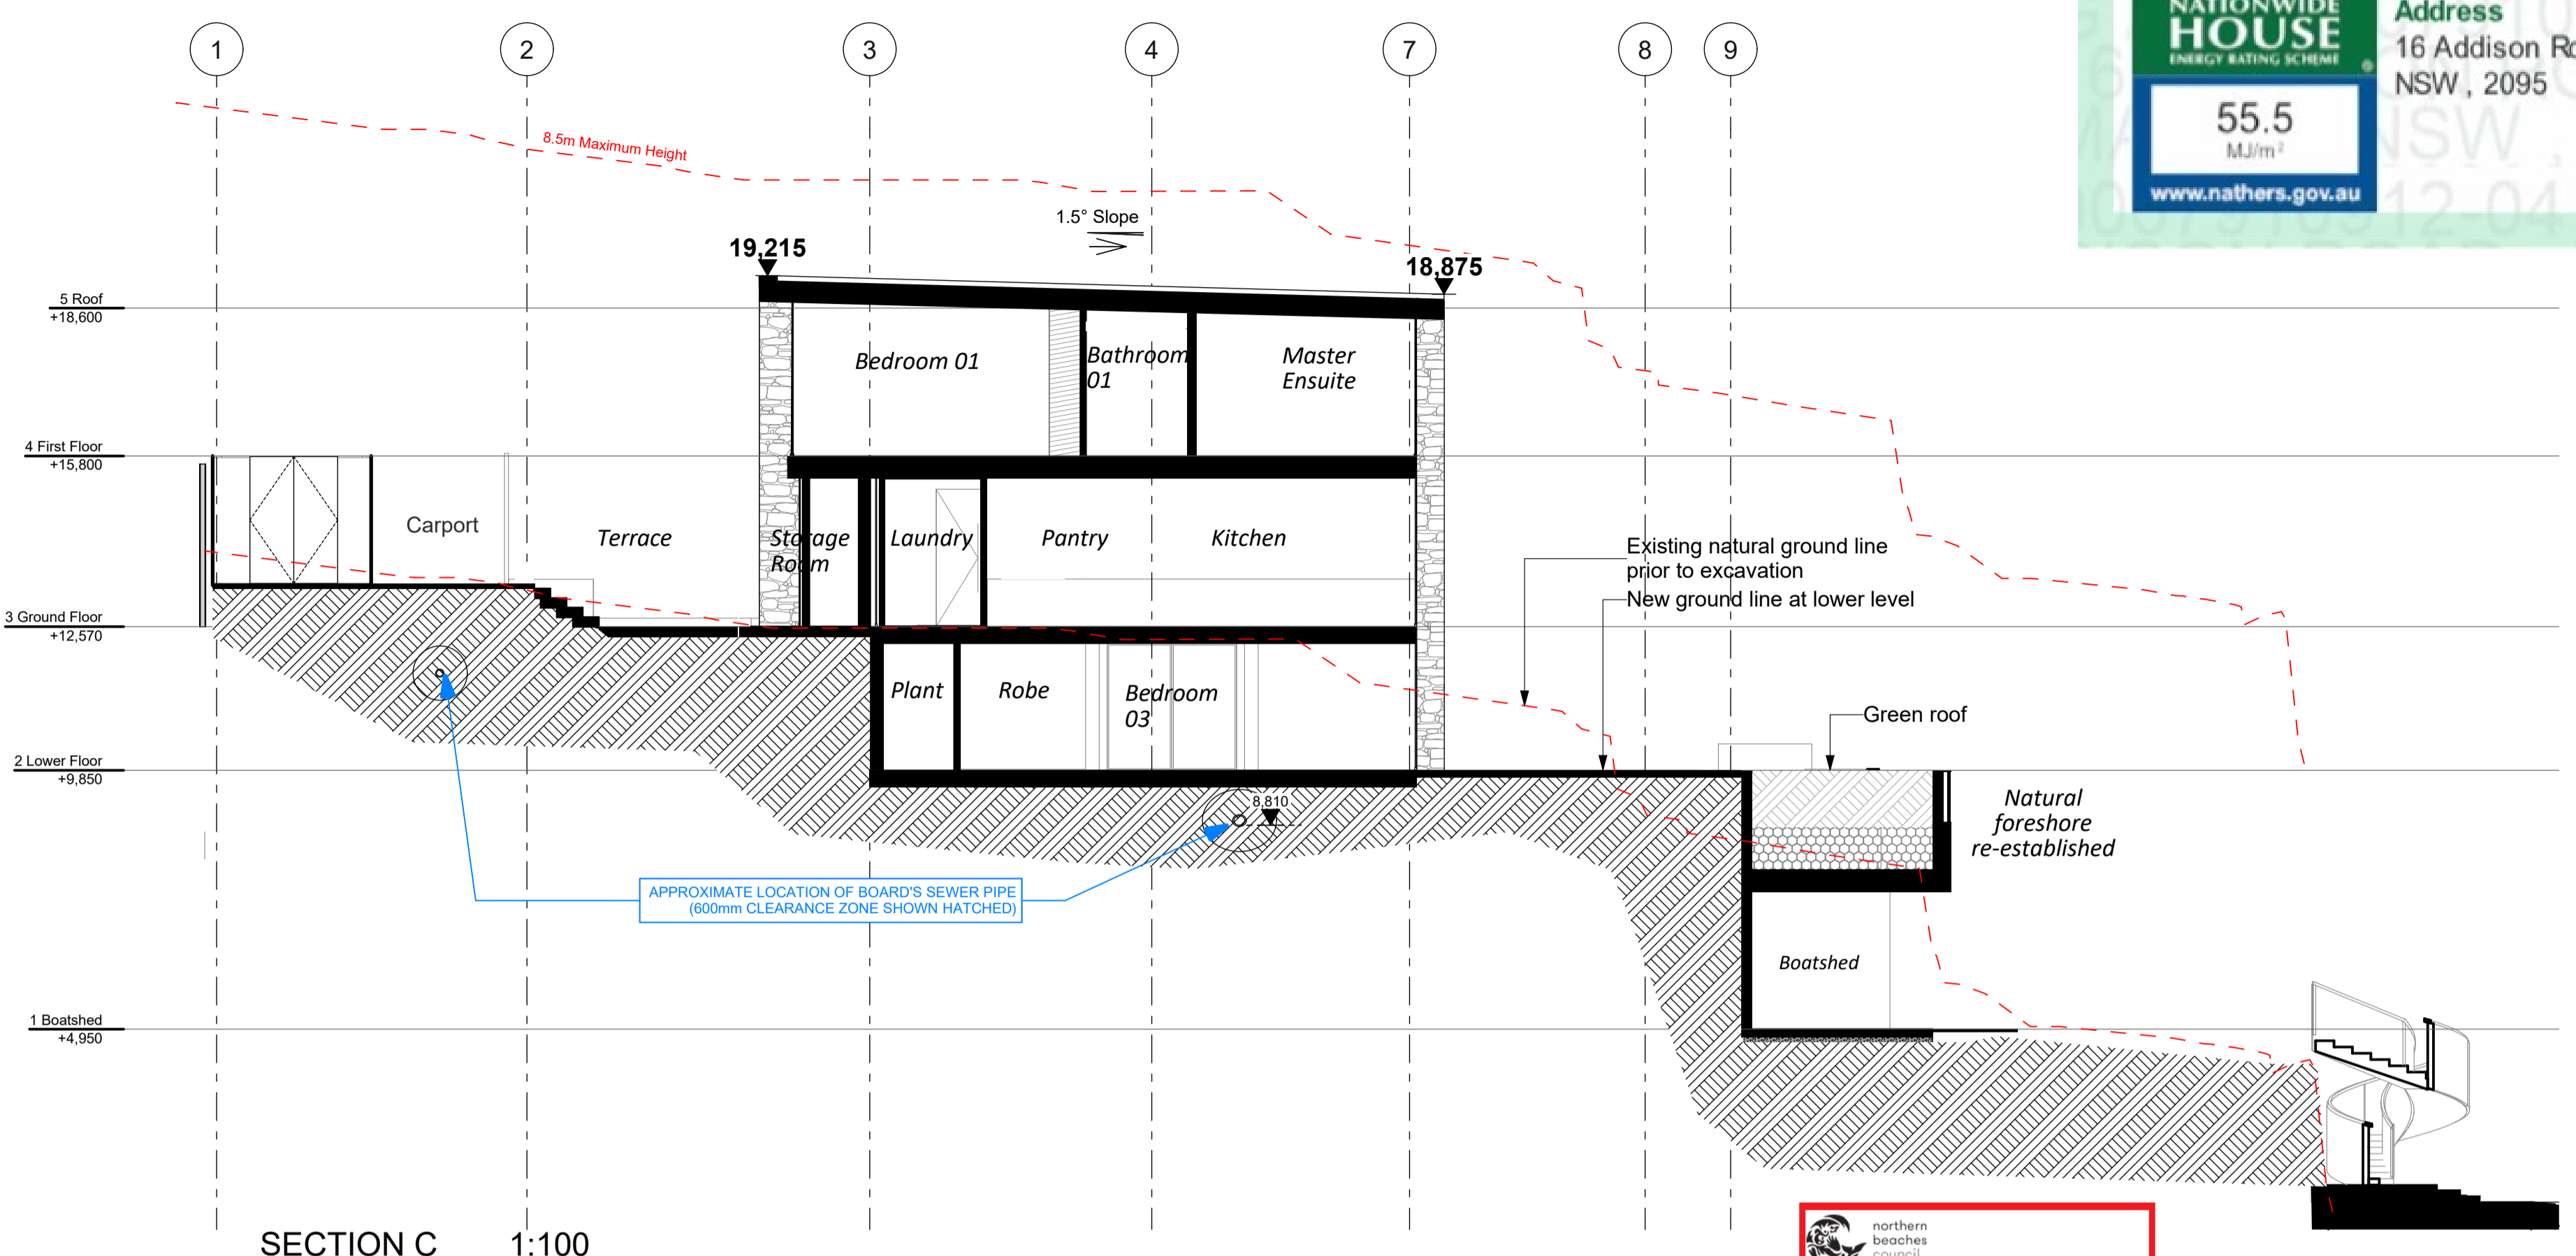 NATIONWIDE
HOUSE
ENERGY RATING SCHEME
®
55.5
MJ/m²
www.nathers.gov.au
Address
16 Addison
NSW , 2095
1
2
3
4
7
8
9
8.5m Maximum Height
1.5° Slope
19,215
18,875
5 Roof
+18,600
Bedroom 01
Bathroom
01
Master
Ensuite
4 First Floor
+15,800
Carport
Terrace
Storage
Room
Laundry
Pantry
Kitchen
Existing natural ground line
prior to excavation
New ground line at lower level
3 Ground Floor
+12,570
Plant
Robe
Bedroom
03
Green roof
2 Lower Floor
+9,850
8,810
Natural
foreshore
re-established
APPROXIMATE LOCATION OF BOARD'S SEWER PIPE
(600mm CLEARANCE ZONE SHOWN HATCHED)
Boatshed
1 Boatshed
+4,950
SECTION C 1:100
northern
beaches
council